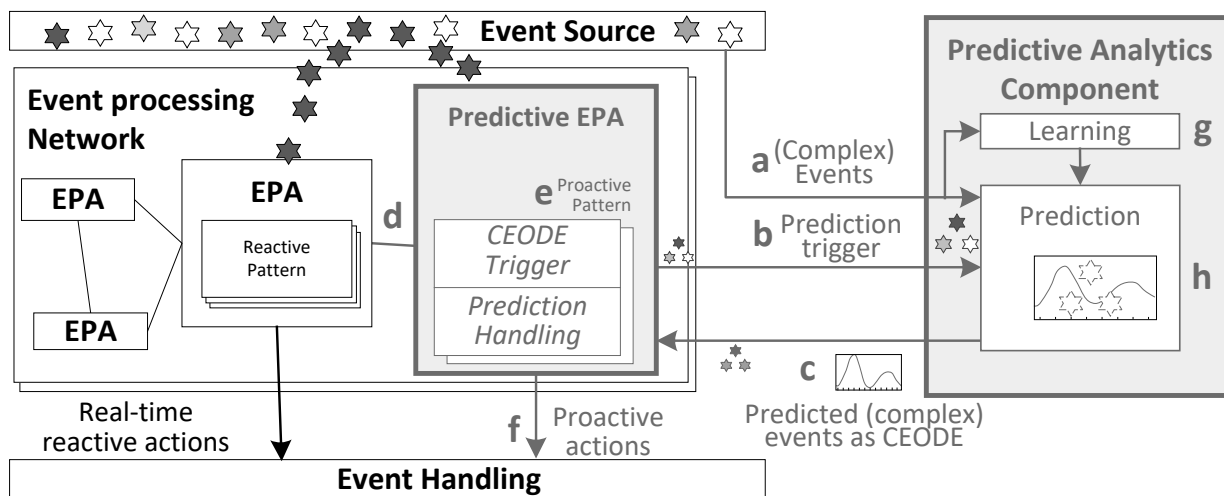 Event Source
Event processing
Network
EPA
EPA
EPA
Reactive
Pattern
d
Predictive EPA
e
Proactive
Pattern
CEODE
Trigger
Prediction
Handling
a
(Complex)
Events
b
Prediction
trigger
c
Predicted (complex)
events as CEODE
Predictive Analytics
Component
Learning
g
Prediction
h
Real-time
reactive actions
f
Proactive
actions
Event Handling